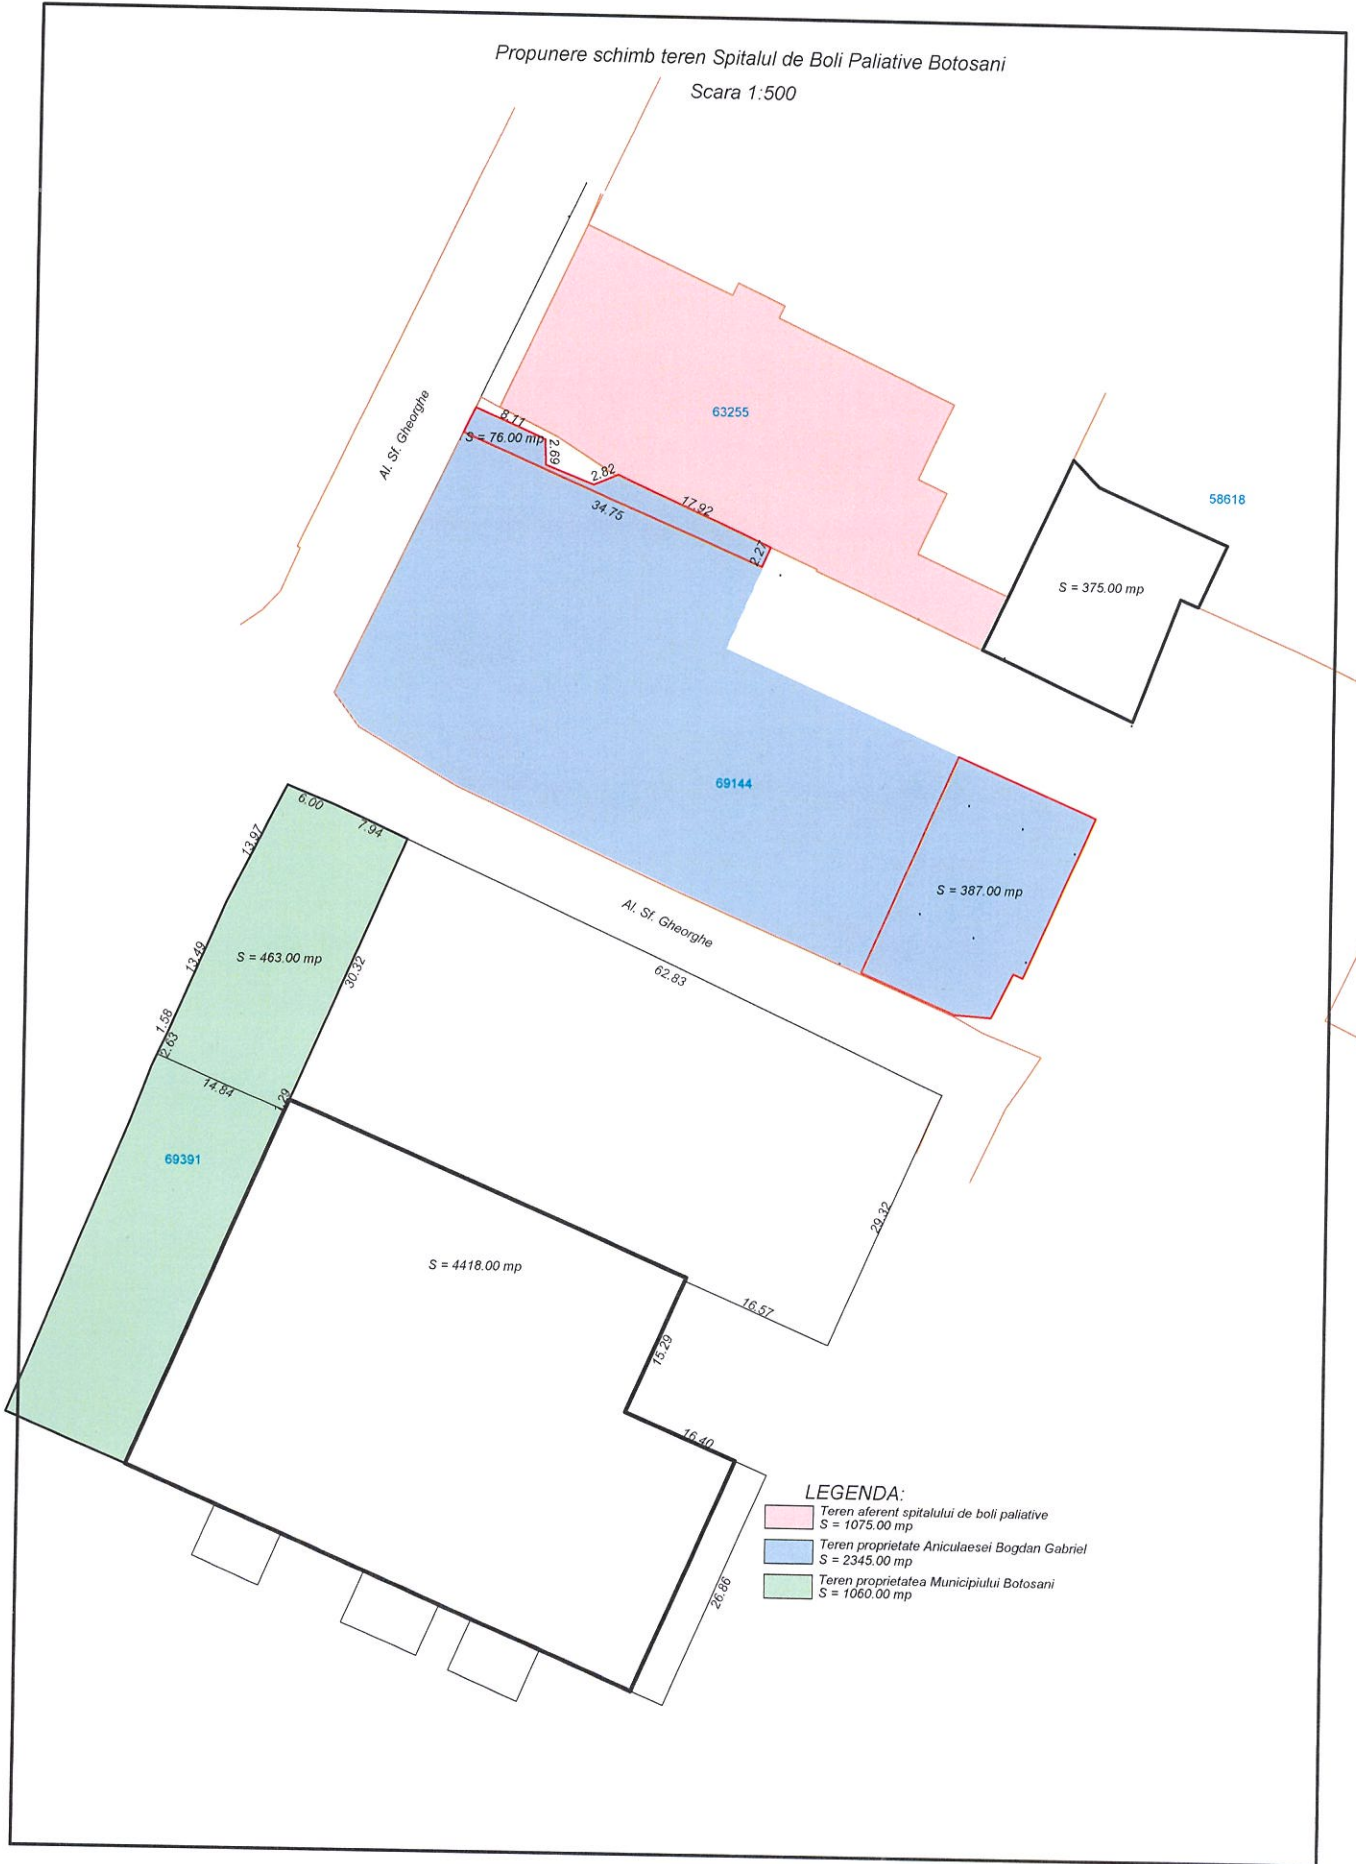 Propunere schimb teren Spitalul de Boli Paliative Botosani
Scara 1:500
Al. Sf. Gheorghe
63255
8.11
S = 76.00 mp
2.69
2.82
17.92
34.75
2.27
58618
S = 375.00 mp
69144
S = 387.00 mp
6.00
7.94
13.97
Al. Sf. Gheorghe
62.83
S = 463.00 mp
13.49
30.32
1.58
2.63
14.84
1.29
69391
29.32
S = 4418.00 mp
16.57
15.29
16.40
26.86
LEGENDA:
Teren aferent spitalului de boli paliative
S = 1075.00 mp
Teren proprietate Aniculaesei Bogdan Gabriel
S = 2345.00 mp
Teren proprietatea Municipiului Botosani
S = 1060.00 mp